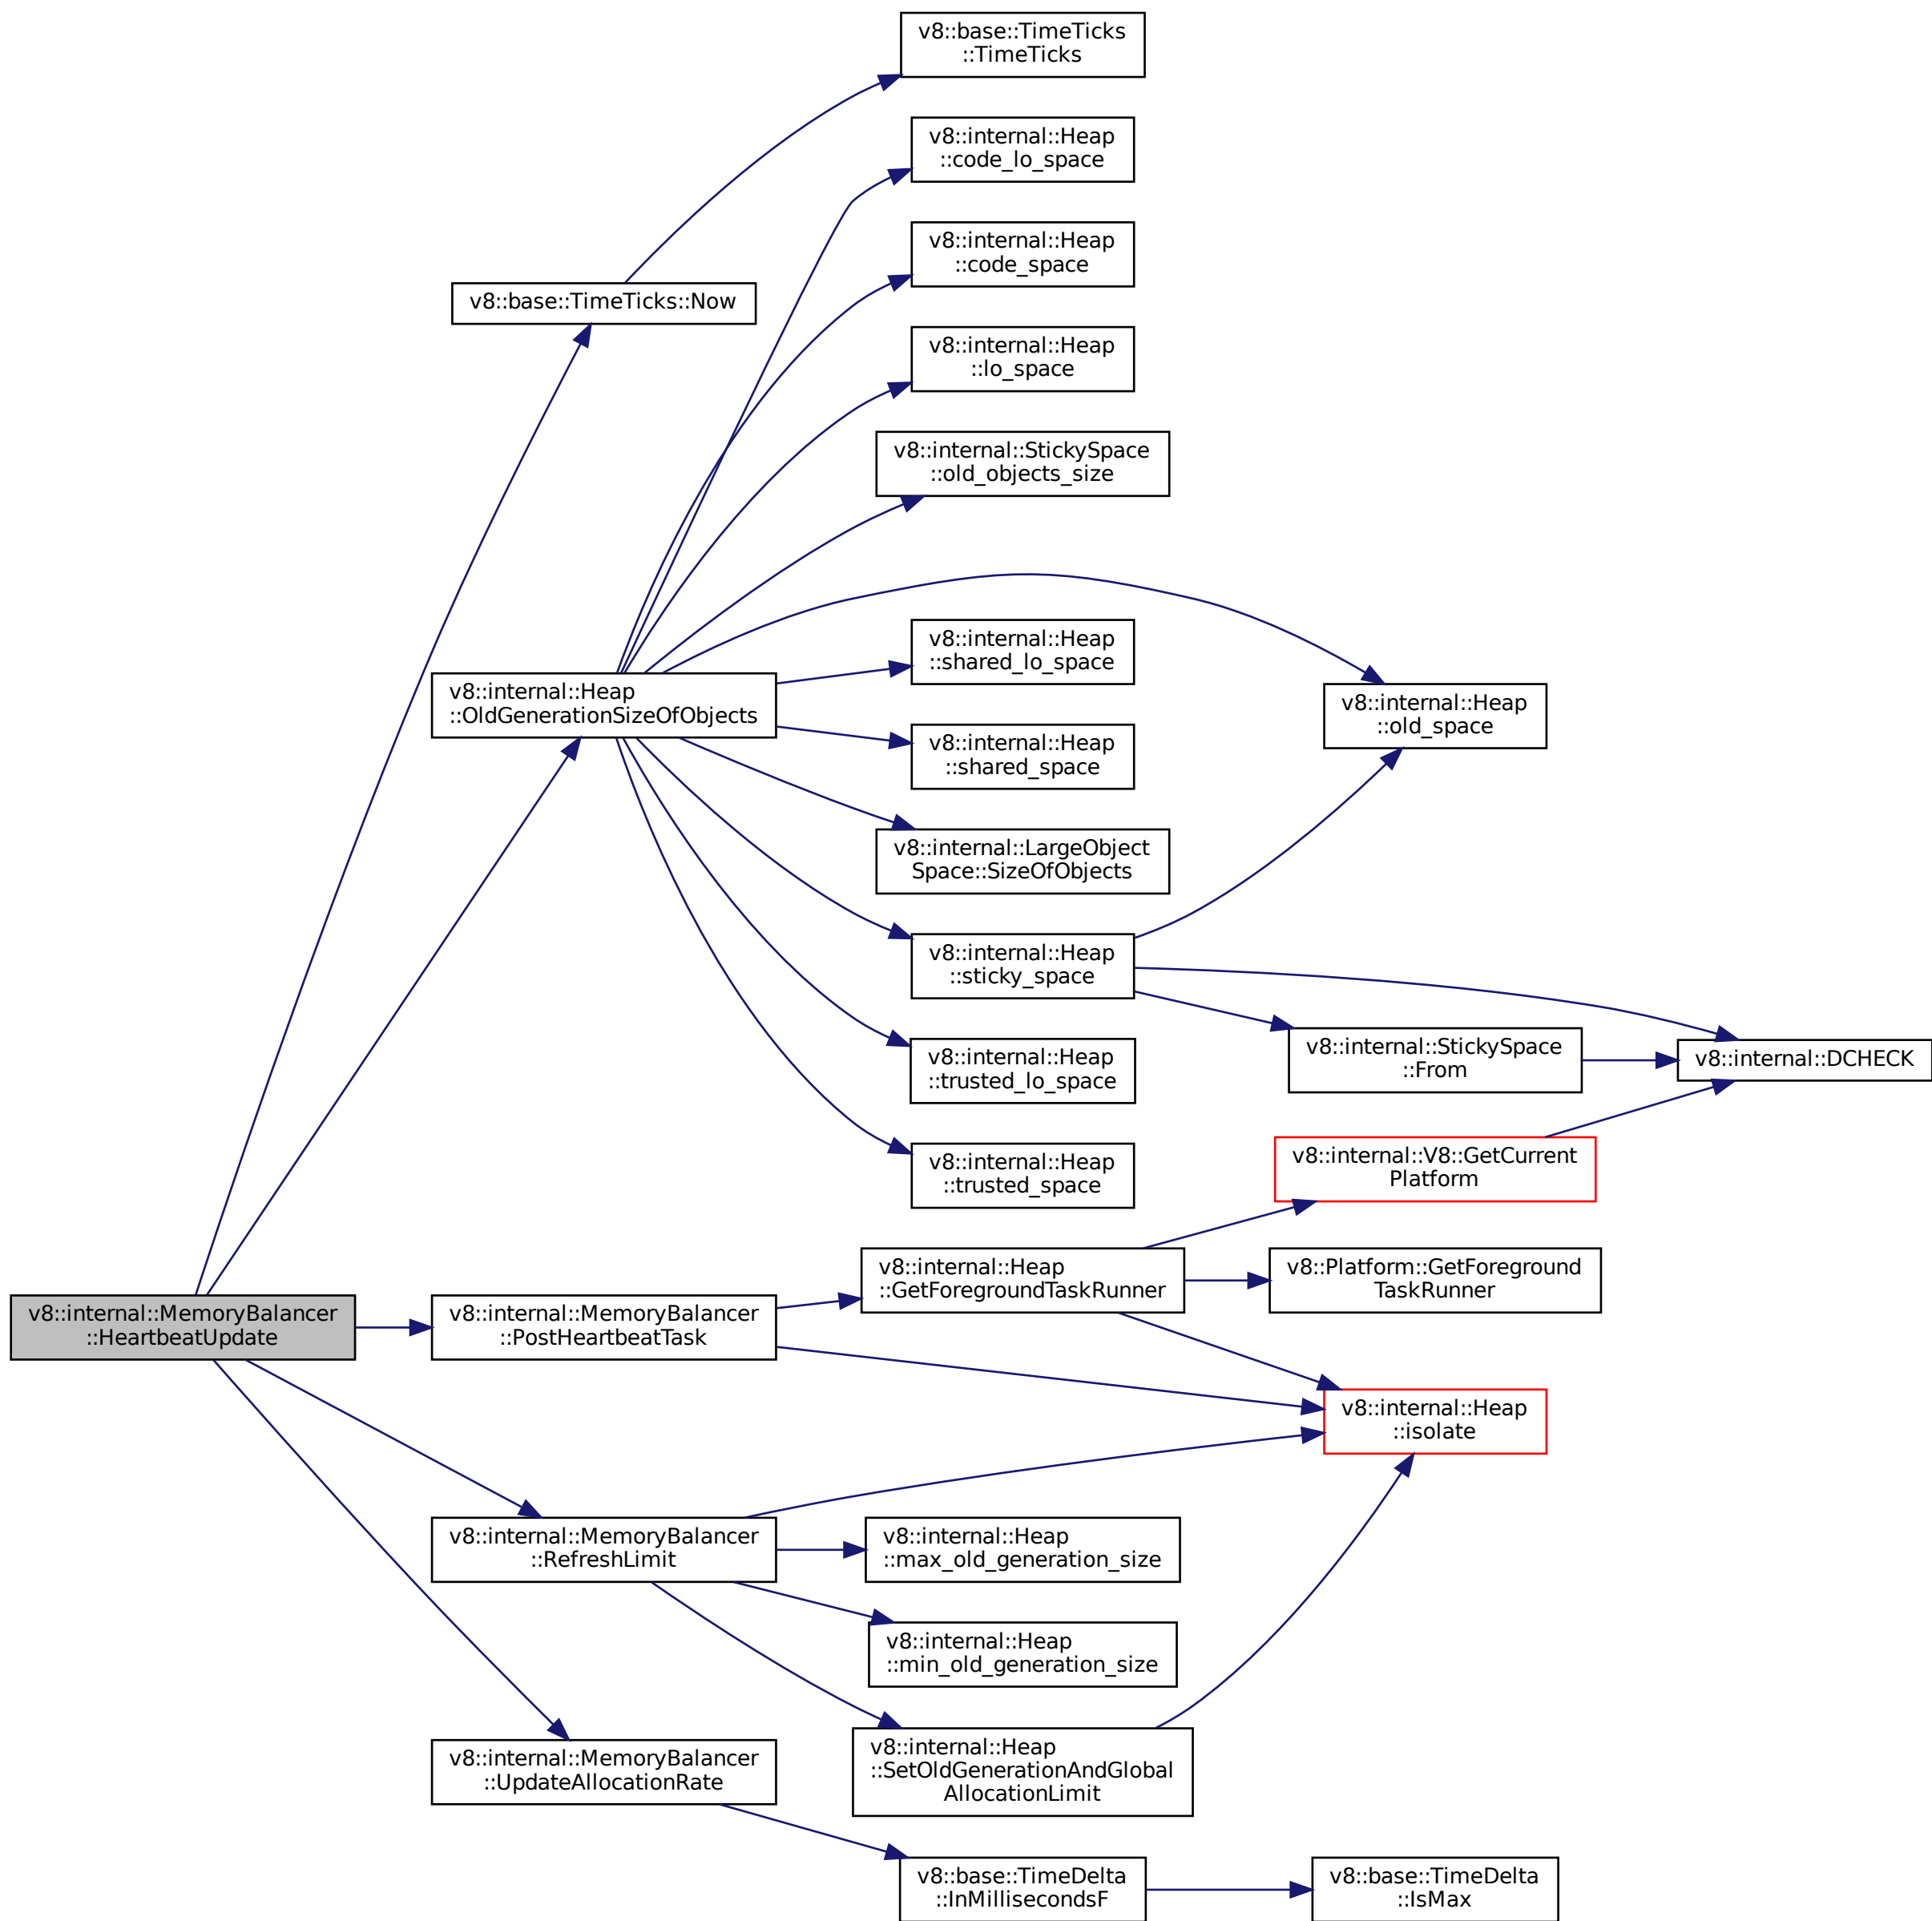 v8::base::TimeTicks
::TimeTicks
v8::internal::Heap
::code_lo_space
v8::internal::Heap
::code_space
v8::base::TimeTicks::Now
v8::internal::Heap
::lo_space
v8::internal::StickySpace
::old_objects_size
v8::internal::Heap
::shared_lo_space
v8::internal::Heap
::OldGenerationSizeOfObjects
v8::internal::Heap
::old_space
v8::internal::Heap
::shared_space
v8::internal::LargeObject
Space::SizeOfObjects
v8::internal::Heap
::sticky_space
v8::internal::Heap
::trusted_lo_space
v8::internal::StickySpace
::From
v8::internal::DCHECK
v8::internal::Heap
::trusted_space
v8::internal::V8::GetCurrent
Platform
v8::internal::MemoryBalancer
::HeartbeatUpdate
v8::internal::MemoryBalancer
::PostHeartbeatTask
v8::internal::Heap
::GetForegroundTaskRunner
v8::Platform::GetForeground
TaskRunner
v8::internal::Heap
::isolate
v8::internal::MemoryBalancer
::RefreshLimit
v8::internal::Heap
::max_old_generation_size
v8::internal::Heap
::min_old_generation_size
v8::internal::MemoryBalancer
::UpdateAllocationRate
v8::internal::Heap
::SetOldGenerationAndGlobal
AllocationLimit
v8::base::TimeDelta
::InMillisecondsF
v8::base::TimeDelta
::IsMax